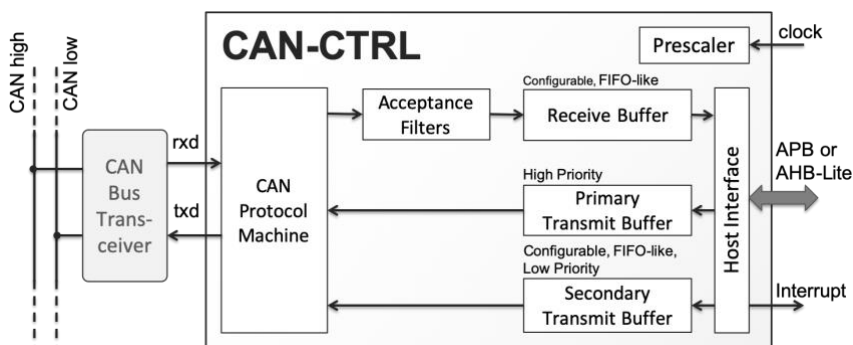 CAN high
CAN low
CAN
Bus
Trans-
ceiver
rxd
txd
CAN-CTRL
Prescaler
clock
CAN
Protocol
Machine
Acceptance
Filters
Configurable, FIFO-like
Receive Buffer
High Priority
Primary
Transmit Buffer
Configurable, FIFO-like,
Low Priority
Secondary
Transmit Buffer
Host Interface
APB or
AHB-Lite
Interrupt